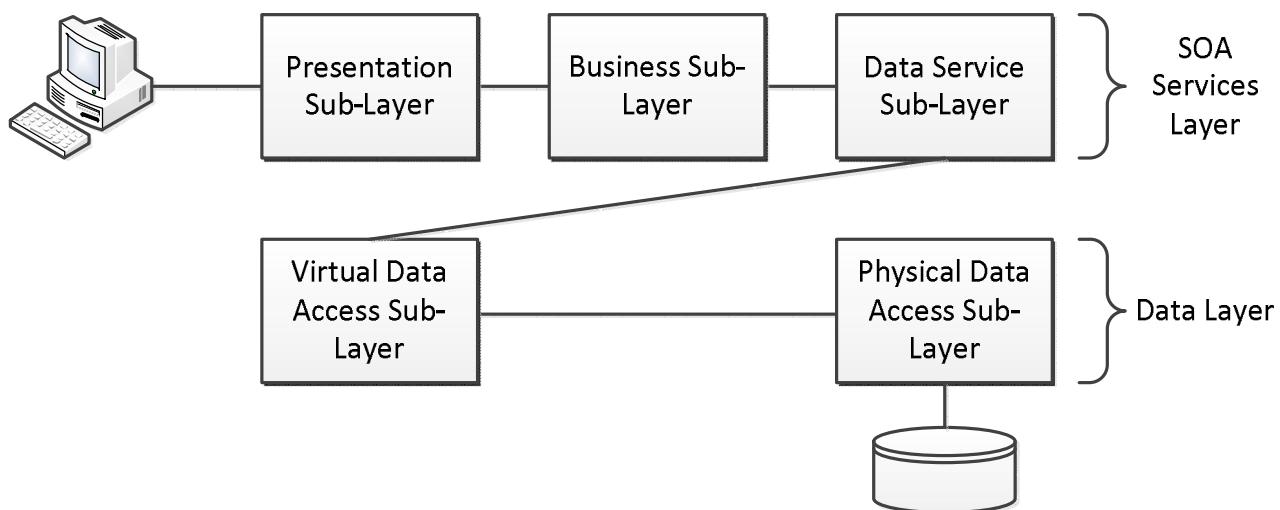 Presentation
Sub-Layer
Business Sub-
Layer
Data Service
Sub-Layer
SOA
Services
Layer
Virtual Data
Access Sub-
Layer
Physical Data
Access Sub-
Layer
Data Layer